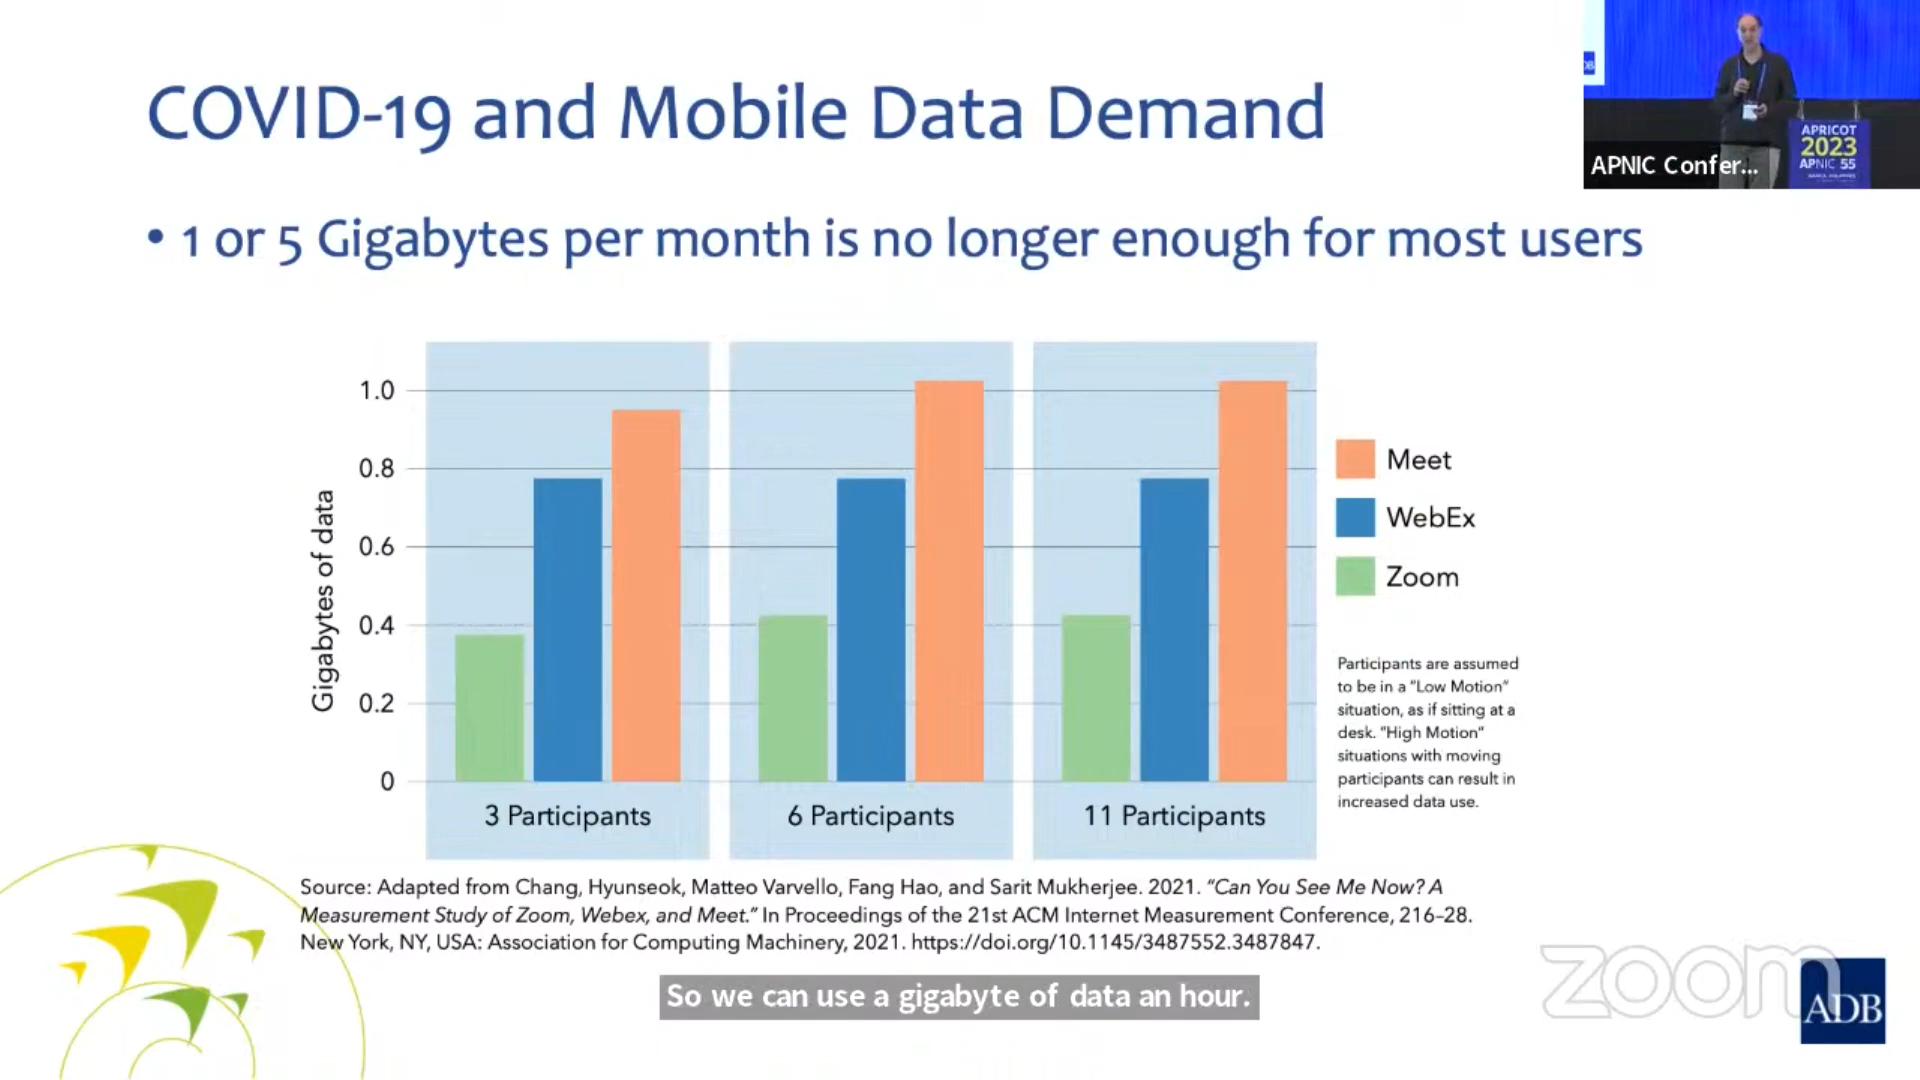 COVID-19 and Mobile Data Demand
APNIC Confer...
APRICOT
2023
APNIC 55
DB
• 1 or 5 Gigabytes per month is no longer enough for most users
Gigabytes of data
1.0
0.8
0.6
0.4
0.2
0
3 Participants
6 Participants
11 Participants
Meet
WebEx
Zoom
Participants are assumed
to be in a "Low Motion"
situation, as if sitting at a
desk. "High Motion"
situations with moving
participants can result in
increased data use.
Source: Adapted from Chang, Hyunseok, Matteo Varvello, Fang Hao, and Sarit Mukherjee. 2021. "Can You See Me Now? A
Measurement Study of Zoom, Webex, and Meet." In Proceedings of the 21st ACM Internet Measurement Conference, 216–28.
New York, NY, USA: Association for Computing Machinery, 2021. https://doi.org/10.1145/3487552.3487847.
So we can use a gigabyte of data an hour.
zoom
ADB